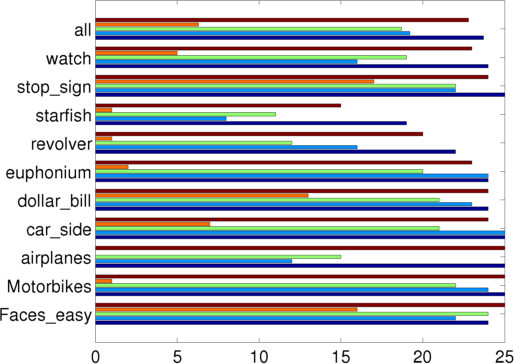 all
watch
stop_sign
starfish
revolver
euphonium
dollar_bill
car_side
airplanes
Motorbikes
Faces_easy
0 5 10 15 20 25